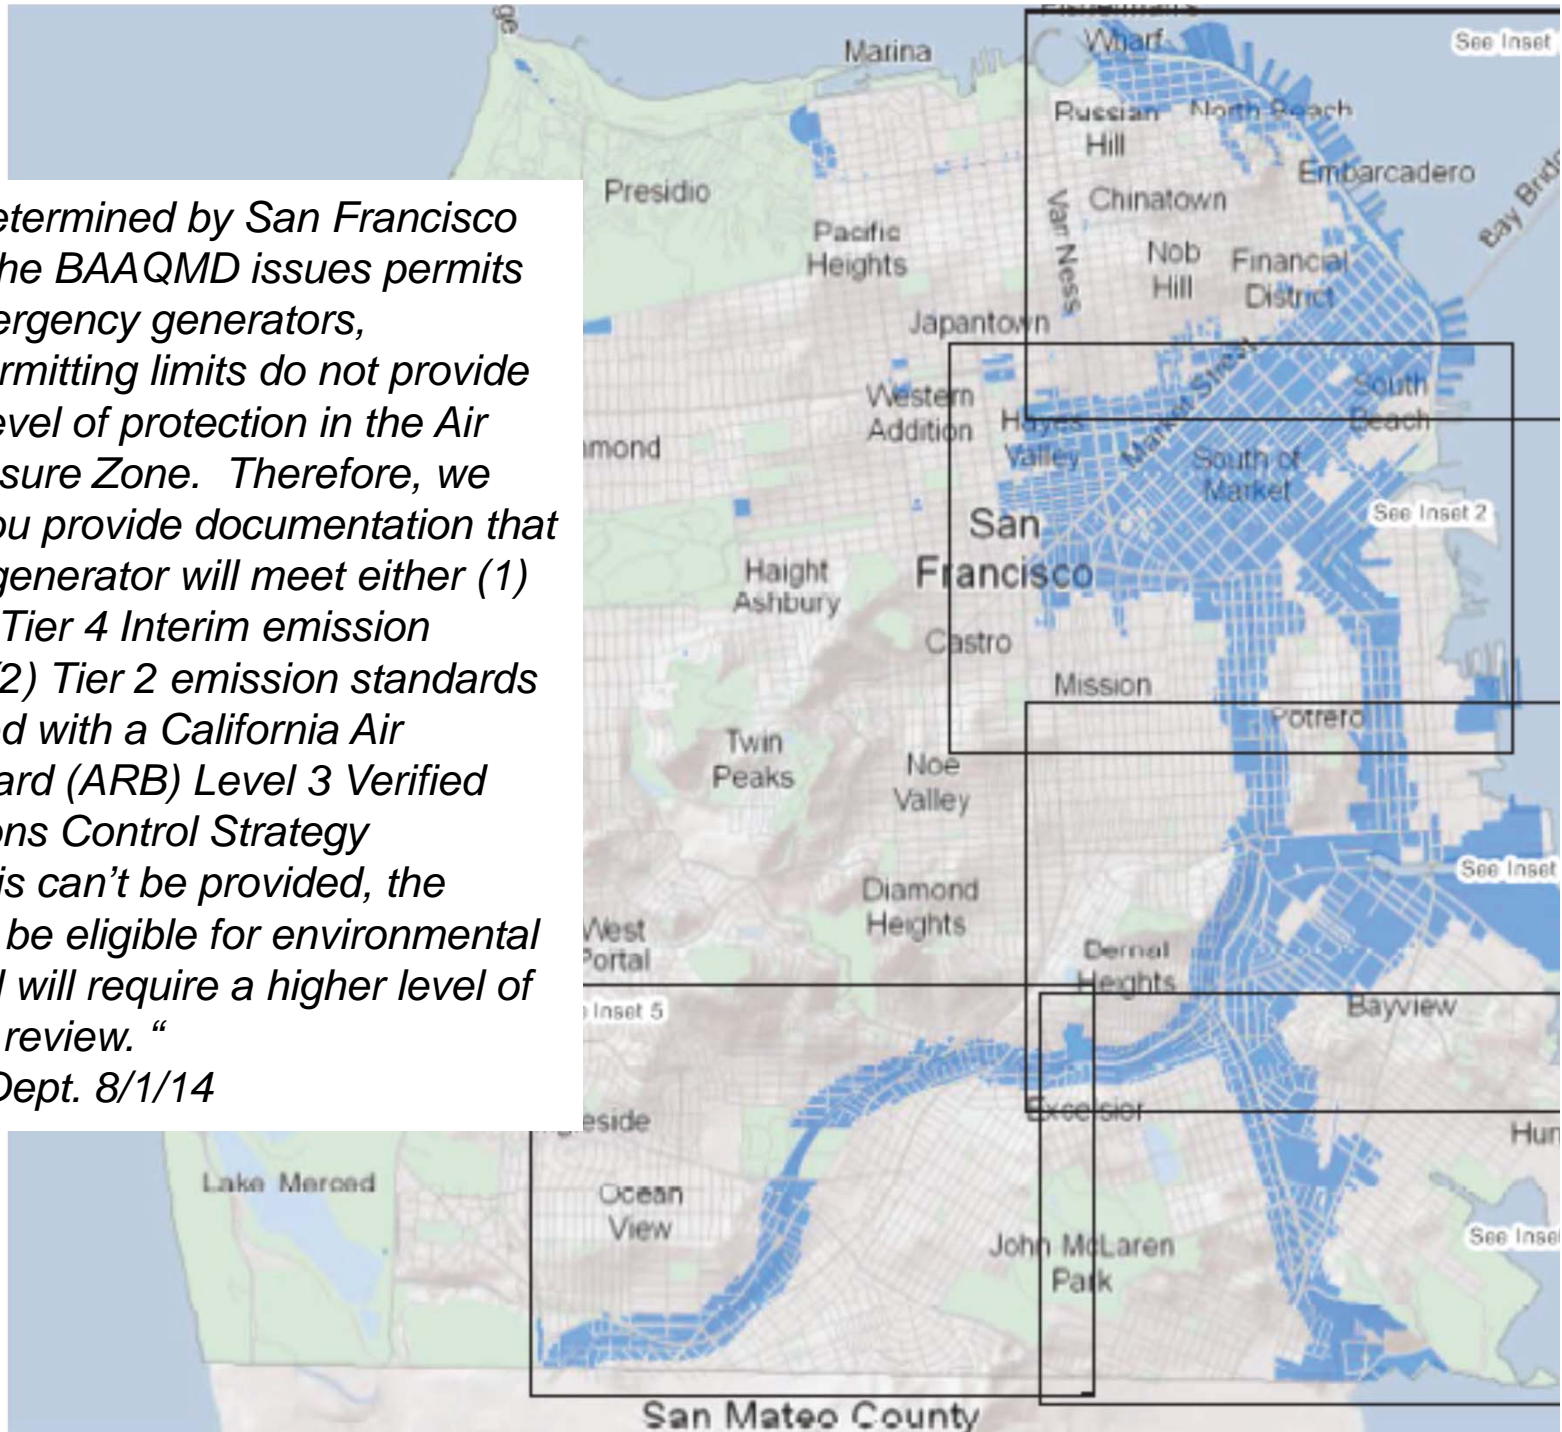 etermined by San Francisco
he BAAQMD issues permits
ergency generators,
rmitting limits do not provide
evel of protection in the Air
sure Zone.  Therefore, we
ou provide documentation that
generator will meet either (1)
Tier 4 Interim emission
(2) Tier 2 emission standards
d with a California Air
ard (ARB) Level 3 Verified
ons Control Strategy
is can’t be provided, the
be eligible for environmental
l will require a higher level of
review. “
Dept. 8/1/14
ge
Marina
Fisherman's
Wharf
See Inset
Russian
Hill
North Beach
Embarcadero
Bay Bridg
Presidio
Chinatown
Van Ness
Pacific
Heights
Nob
Hill
Financial
District
Japantown
Market Street
South
Beach
Western
Addition
Hayes
Valley
South of
Market
mond
See Inset 2
San
Francisco
Haight
Ashbury
Castro
Mission
Potrero
Twin
Peaks
Noe
Valley
See Inset
Diamond
Heights
West
Portal
Bernal
Heights
Bayview
Inset 5
Excelsior
eside
Hun
Lake Merced
Ocean
View
John McLaren
Park
See Inse
San Mateo County